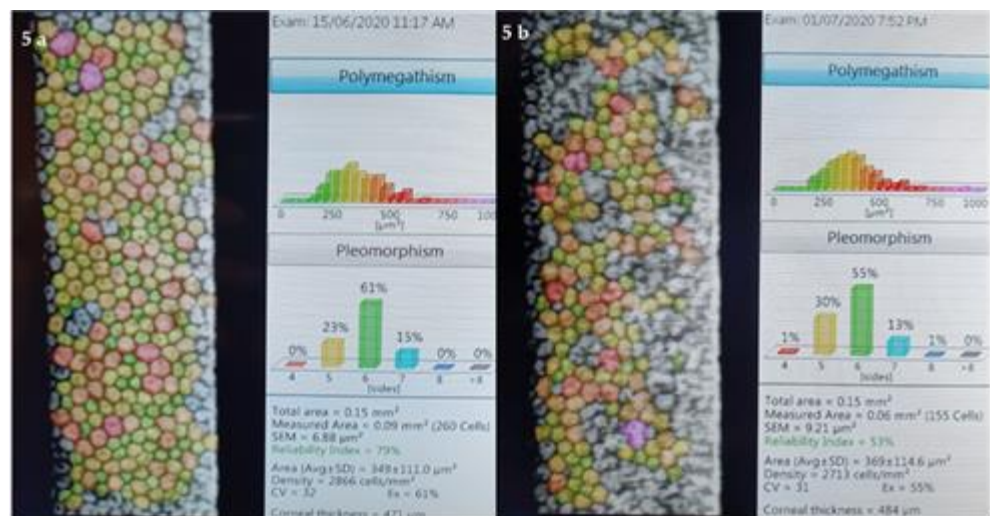 5 a
Exam: 15/06/2020 11:17 AM
Polymegathism
0 250 500 750 100
[µm²]
Pleomorphism
0% 23% 61% 15% 0% 0%
4 5 6 7 8 >8
[sides]
Total area = 0.15 mm²
Measured Area = 0.09 mm² (260 Cells)
SEM = 6.88 µm²
Reliability Index = 79%
Area (Avg±SD) = 349±111.0 µm²
Density = 2866 cells/mm²
CV = 32 Ex = 61%
Corneal thickness = 471 µm
5 b
Exam: 01/07/2020 7:52 PM
Polymegathism
0 250 500 750 1000
[µm²]
Pleomorphism
1% 30% 55% 13% 1% 0%
4 5 6 7 8 >8
[sides]
Total area = 0.15 mm²
Measured Area = 0.06 mm² (155 Cells)
SEM = 9.21 µm²
Reliability Index = 53%
Area (Avg±SD) = 369±114.6 µm²
Density = 2713 cells/mm²
CV = 31 Ex = 55%
Corneal thickness = 484 µm